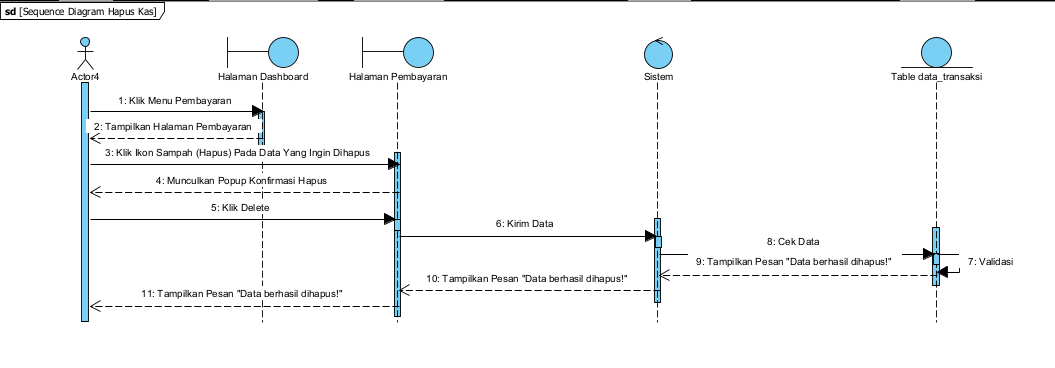 sd [Sequence Diagram Hapus Kas]
Actor4
Halaman Dashboard
Halaman Pembayaran
Sistem
Table data_transaksi
1: Klik Menu Pembayaran
2: Tampilkan Halaman Pembayaran
3: Klik Ikon Sampah (Hapus) Pada Data Yang Ingin Dihapus
4: Munculkan Popup Konfirmasi Hapus
5: Klik Delete
6: Kirim Data
8: Cek Data
9: Tampilkan Pesan "Data berhasil dihapus!"
7: Validasi
10: Tampilkan Pesan "Data berhasil dihapus!"
11: Tampilkan Pesan "Data berhasil dihapus!"